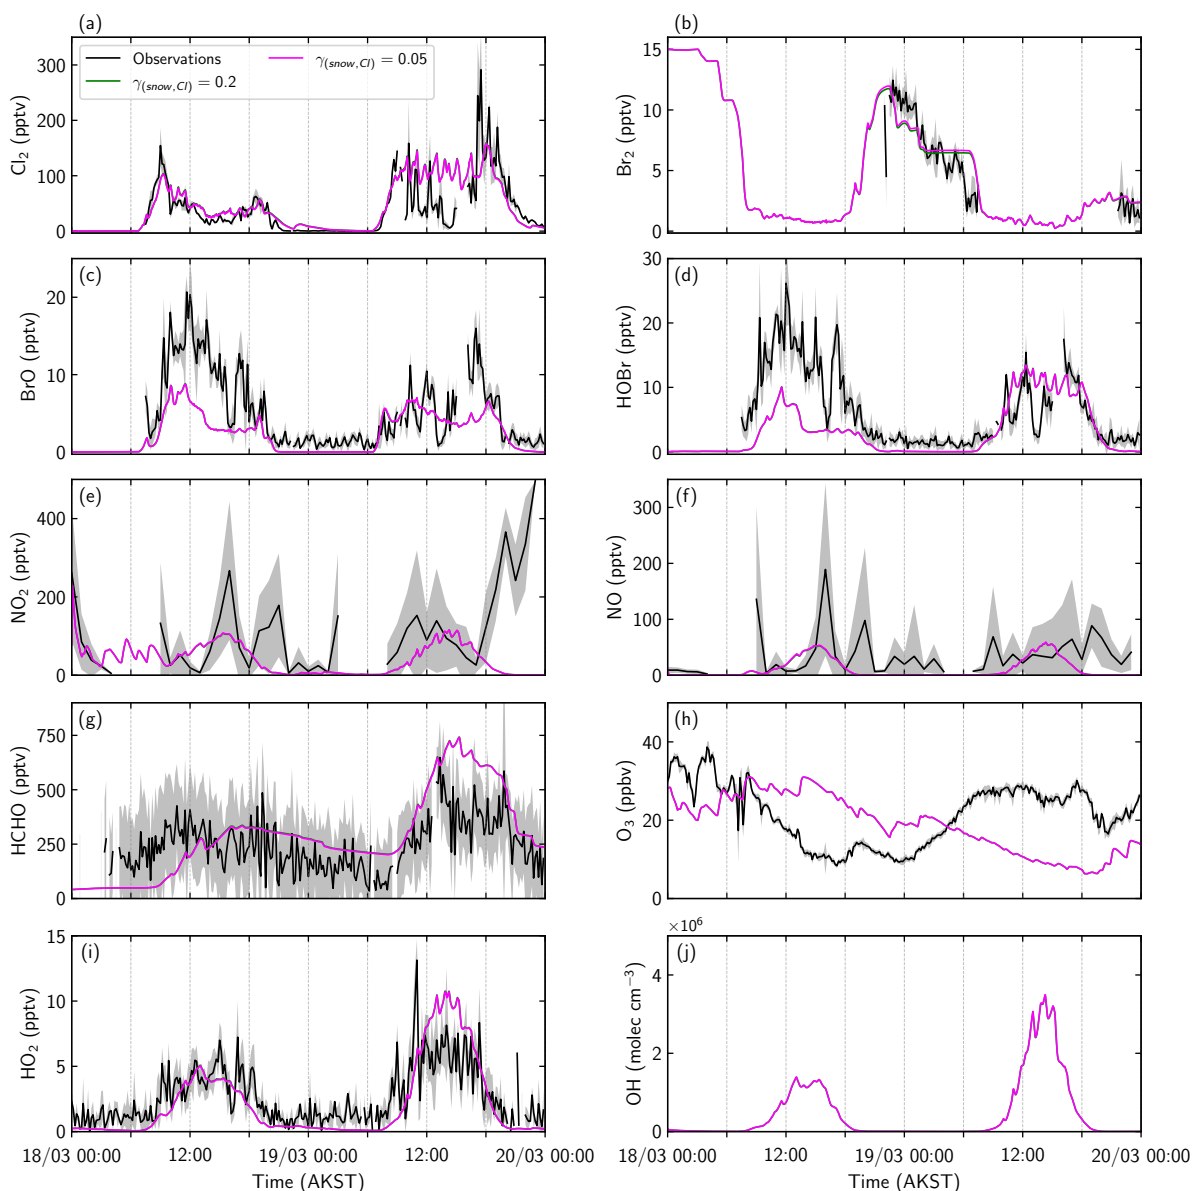 (a)
Cl2 (pptv)
300
200
100
0
Observations
γ(snow,Cl) = 0.2
γ(snow,Cl) = 0.05
(b)
Br2 (pptv)
15
10
5
0
(c)
BrO (pptv)
20
10
0
(d)
HOBr (pptv)
30
20
10
0
(e)
NO2 (pptv)
400
200
0
(f)
NO (pptv)
300
200
100
0
(g)
HCHO (pptv)
750
500
250
0
(h)
O3 (ppbv)
40
20
0
(i)
HO2 (pptv)
15
10
5
0
18/03 00:00
12:00
19/03 00:00
12:00
20/03 00:00
Time (AKST)
(j)
×10⁶
OH (molec cm⁻³)
4
2
0
18/03 00:00
12:00
19/03 00:00
12:00
20/03 00:00
Time (AKST)